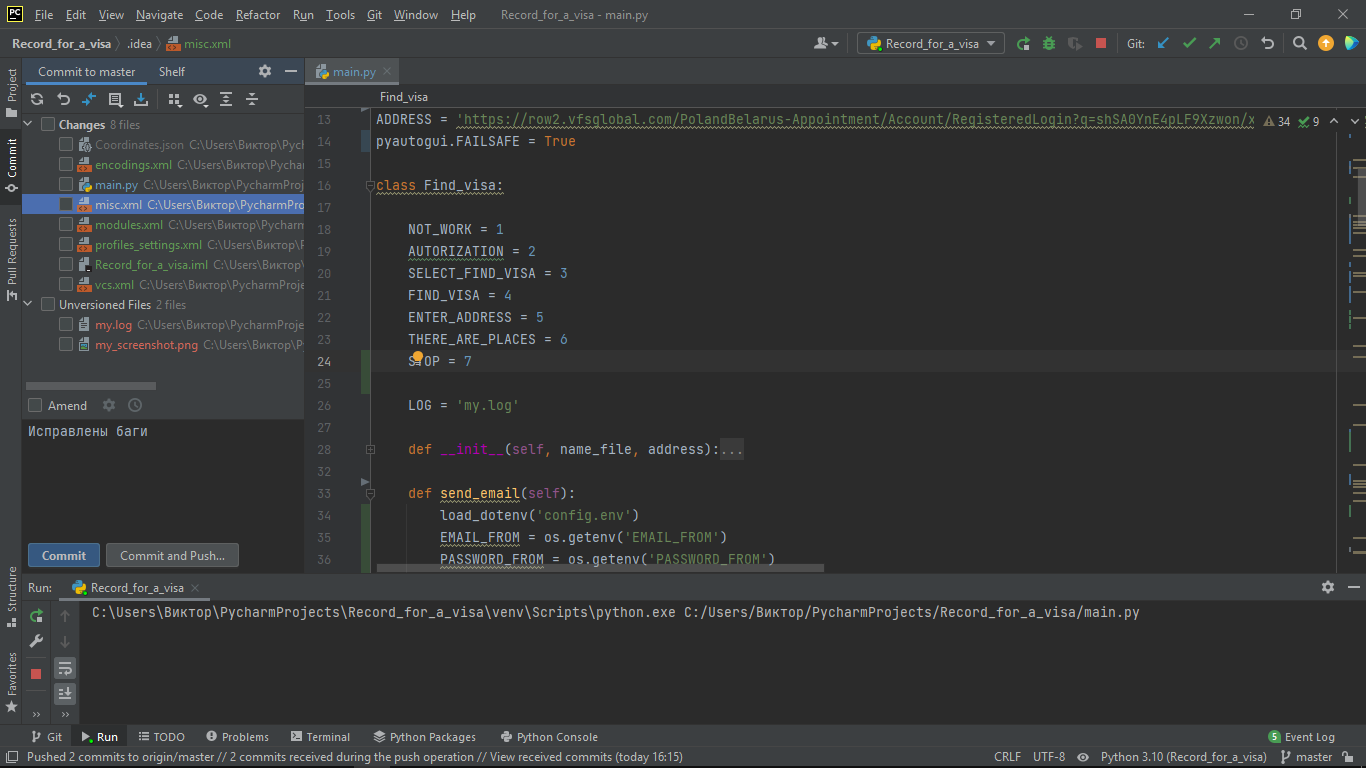 PC File Edit View Navigate Code Refactor Run Tools Git Window Help Record_for_a_visa - main.py
Record_for_a_visa .idea misc.xml Record_for_a_visa Git:
Project
Commit
Pull Requests
Structure
Favorites
Commit to master Shelf
Changes 8 files
Coordinates.json C:\Users\Виктор\Pycha
encodings.xml C:\Users\Виктор\Pycharm
main.py C:\Users\Виктор\PycharmProj
misc.xml C:\Users\Виктор\PycharmPro
modules.xml C:\Users\Виктор\PycharmP
profiles_settings.xml C:\Users\Виктор\
Record_for_a_visa.iml C:\Users\Виктор\
vcs.xml C:\Users\Виктор\PycharmProje
Unversioned Files 2 files
my.log C:\Users\Виктор\PycharmProje
my_screenshot.png C:\Users\Виктор\Py
Amend
Исправлены баги
Commit Commit and Push...
main.py
Find_visa
13 ADDRESS = 'https://row2.vfsglobal.com/PolandBelarus-Appointment/Account/RegisteredLogin?q=shSA0YnE4pLF9Xzwon/x 34 9
14 pyautogui.FAILSAFE = True
15
16 class Find_visa:
17
18 NOT_WORK = 1
19 AUTORIZATION = 2
20 SELECT_FIND_VISA = 3
21 FIND_VISA = 4
22 ENTER_ADDRESS = 5
23 THERE_ARE_PLACES = 6
24 STOP = 7
25
26 LOG = 'my.log'
27
28 def __init__(self, name_file, address):...
32
33 def send_email(self):
34 load_dotenv('config.env')
35 EMAIL_FROM = os.getenv('EMAIL_FROM')
36 PASSWORD_FROM = os.getenv('PASSWORD_FROM')
Run: Record_for_a_visa
C:\Users\Виктор\PycharmProjects\Record_for_a_visa\venv\Scripts\python.exe C:/Users/Виктор/PycharmProjects/Record_for_a_visa/main.py
Git Run TODO Problems Terminal Python Packages Python Console 5 Event Log
Pushed 2 commits to origin/master // 2 commits received during the push operation // View received commits (today 16:15) CRLF UTF-8 Python 3.10 (Record_for_a_visa) master